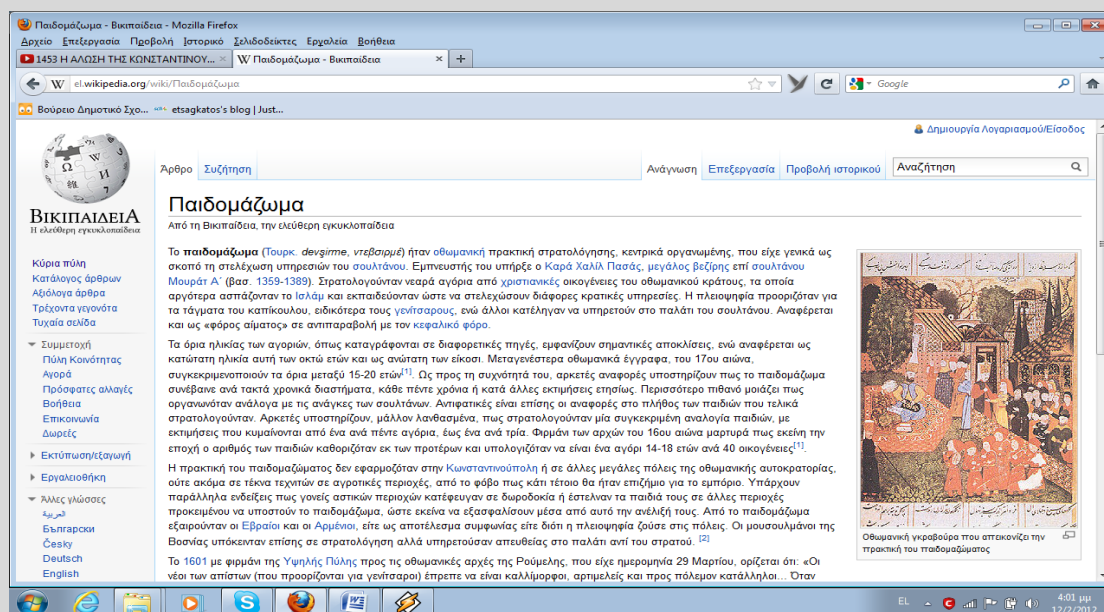 Παιδομάζωμα - Βικιπαίδεια - Mozilla Firefox
Αρχείο Επεξεργασία Προβολή Ιστορικό Σελιδοδείκτες Εργαλεία Βοήθεια
1453 Η ΑΛΩΣΗ ΤΗΣ ΚΩΝΣΤΑΝΤΙΝΟΥ... × W Παιδομάζωμα - Βικιπαίδεια × +
W el.wikipedia.org/wiki/Παιδομάζωμα Google
Βούρειο Δημοτικό Σχο... etsagkatos's blog | Just...
Δημιουργία Λογαριασμού/Είσοδος
Άρθρο Συζήτηση Ανάγνωση Επεξεργασία Προβολή ιστορικού Αναζήτηση
ΒΙΚΙΠΑΙΔΕΙΑ
Η ελεύθερη εγκυκλοπαίδεια
Κύρια πύλη
Κατάλογος άρθρων
Αξιόλογα άρθρα
Τρέχοντα γεγονότα
Τυχαία σελίδα
Συμμετοχή
Πύλη Κοινότητας
Αγορά
Πρόσφατες αλλαγές
Βοήθεια
Επικοινωνία
Δωρεές
Εκτύπωση/εξαγωγή
Εργαλειοθήκη
Άλλες γλώσσες
العربية
Български
Česky
Deutsch
English
Παιδομάζωμα
Από τη Βικιπαίδεια, την ελεύθερη εγκυκλοπαίδεια
Το παιδομάζωμα (Τουρκ. devşirme, ντεβσιρμέ) ήταν οθωμανική πρακτική στρατολόγησης, κεντρικά οργανωμένης, που είχε γενικά ως
σκοπό τη στελέχωση υπηρεσιών του σουλτάνου. Εμπνευστής του υπήρξε ο Καρά Χαλίλ Πασάς, μεγάλος βεζίρης επί σουλτάνου
Μουράτ Α΄ (βασ. 1359-1389). Στρατολογούνταν νεαρά αγόρια από χριστιανικές οικογένειες του οθωμανικού κράτους, τα οποία
αργότερα ασπάζονταν το Ισλάμ και εκπαιδεύονταν ώστε να στελεχώσουν διάφορες κρατικές υπηρεσίες. Η πλειοψηφία προοριζόταν για
τα τάγματα του καπίκουλου, ειδικότερα τους γενίτσαρους, ενώ άλλοι κατέληγαν να υπηρετούν στο παλάτι του σουλτάνου. Αναφέρεται
και ως «φόρος αίματος» σε αντιπαραβολή με τον κεφαλικό φόρο.
Τα όρια ηλικίας των αγοριών, όπως καταγράφονται σε διαφορετικές πηγές, εμφανίζουν σημαντικές αποκλίσεις, ενώ αναφέρεται ως
κατώτατη ηλικία αυτή των οκτώ ετών και ως ανώτατη των είκοσι. Μεταγενέστερα οθωμανικά έγγραφα, του 17ου αιώνα,
συγκεκριμενοποιούν τα όρια μεταξύ 15-20 ετών[1]. Ως προς τη συχνότητά του, αρκετές αναφορές υποστηρίζουν πως το παιδομάζωμα
συνέβαινε ανά τακτά χρονικά διαστήματα, κάθε πέντε χρόνια ή κατά άλλες εκτιμήσεις ετησίως. Περισσότερο πιθανό μοιάζει πως
οργανωνόταν ανάλογα με τις ανάγκες των σουλτάνων. Αντιφατικές είναι επίσης οι αναφορές στο πλήθος των παιδιών που τελικά
στρατολογούνταν. Αρκετές υποστηρίζουν, μάλλον λανθασμένα, πως στρατολογούνταν μία συγκεκριμένη αναλογία παιδιών, με
εκτιμήσεις που κυμαίνονται από ένα ανά πέντε αγόρια, έως ένα ανά τρία. Φιρμάνι των αρχών του 16ου αιώνα μαρτυρά πως εκείνη την
εποχή ο αριθμός των παιδιών καθοριζόταν εκ των προτέρων και υπολογιζόταν να είναι ένα αγόρι 14-18 ετών ανά 40 οικογένειες[1].
Η πρακτική του παιδομαζώματος δεν εφαρμοζόταν στην Κωνσταντινούπολη ή σε άλλες μεγάλες πόλεις της οθωμανικής αυτοκρατορίας,
ούτε ακόμα σε τέκνα τεχνιτών σε αγροτικές περιοχές, από το φόβο πως κάτι τέτοιο θα ήταν επιζήμιο για το εμπόριο. Υπάρχουν
παράλληλα ενδείξεις πως γονείς αστικών περιοχών κατέφευγαν σε δωροδοκία ή έστελναν τα παιδιά τους σε άλλες περιοχές
προκειμένου να υποστούν το παιδομάζωμα, ώστε εκείνα να εξασφαλίσουν μέσα από αυτό την ανέλιξή τους. Από το παιδομάζωμα
εξαιρούνταν οι Εβραίοι και οι Αρμένιοι, είτε ως αποτέλεσμα συμφωνίας είτε διότι η πλειοψηφία ζούσε στις πόλεις. Οι μουσουλμάνοι της
Βοσνίας υπόκεινταν επίσης σε στρατολόγηση αλλά υπηρετούσαν απευθείας στο παλάτι αντί του στρατού. [2]
Το 1601 με φιρμάνι της Υψηλής Πύλης προς τις οθωμανικές αρχές της Ρούμελης, που είχε ημερομηνία 29 Μαρτίου, ορίζεται ότι: «Οι
νέοι των απίστων (που προορίζονται για γενίτσαροι) έπρεπε να είναι καλλίμορφοι, αρτιμελείς και προς πόλεμον κατάλληλοι... Όταν
Οθωμανική γκραβούρα που απεικονίζει την
πρακτική του παιδομαζώματος
EL 4:01 μμ
12/2/2012